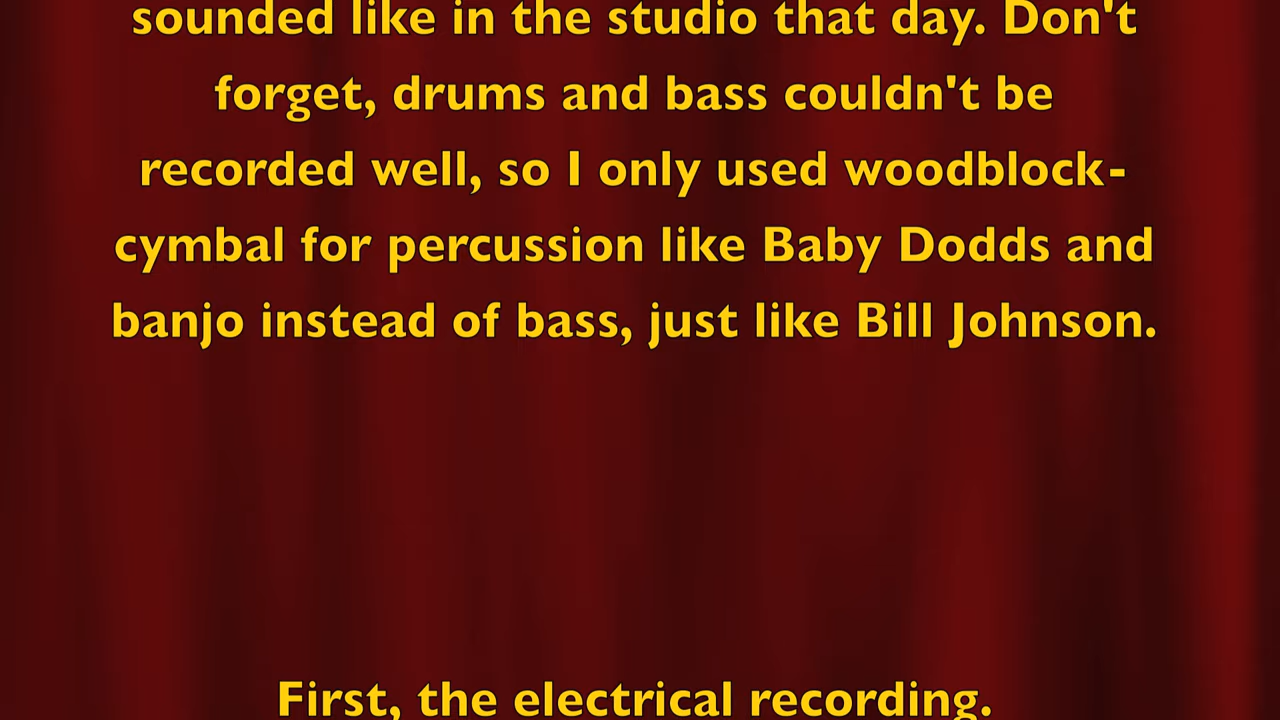 sounded like in the studio that day. Don't
forget, drums and bass couldn't be
recorded well, so I only used woodblock-
cymbal for percussion like Baby Dodds and
banjo instead of bass, just like Bill Johnson.
First, the electrical recording.